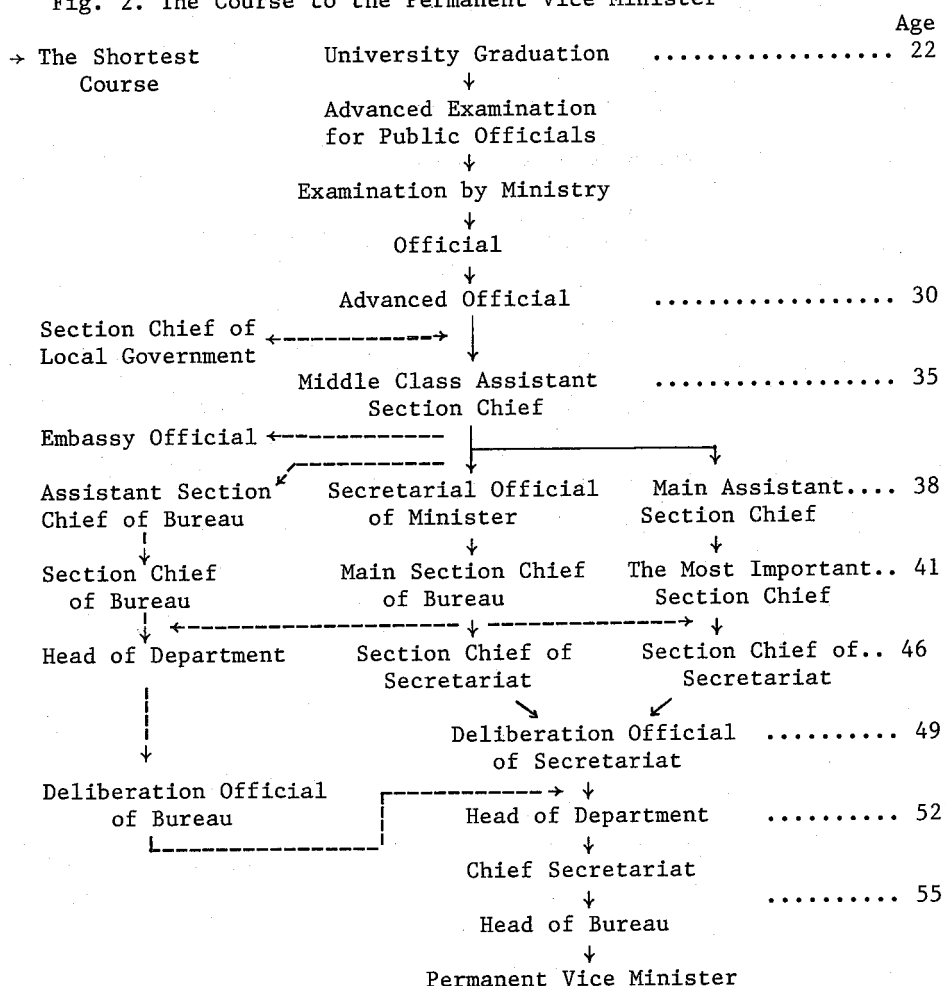 Fig. 2. The Course to the Permanent Vice Minister
Age
→ The Shortest Course
University Graduation .................. 22
Advanced Examination
for Public Officials
Examination by Ministry
Official
Advanced Official .................. 30
Section Chief of
Local Government
Middle Class Assistant .................. 35
Section Chief
Embassy Official
Assistant Section
Chief of Bureau
Secretarial Official
of Minister
Main Assistant.... 38
Section Chief
Section Chief
of Bureau
Main Section Chief
of Bureau
The Most Important.. 41
Section Chief
Head of Department
Section Chief of
Secretariat
Section Chief of.. 46
Secretariat
Deliberation Official .......... 49
of Secretariat
Deliberation Official
of Bureau
Head of Department .......... 52
Chief Secretariat
.......... 55
Head of Bureau
Permanent Vice Minister